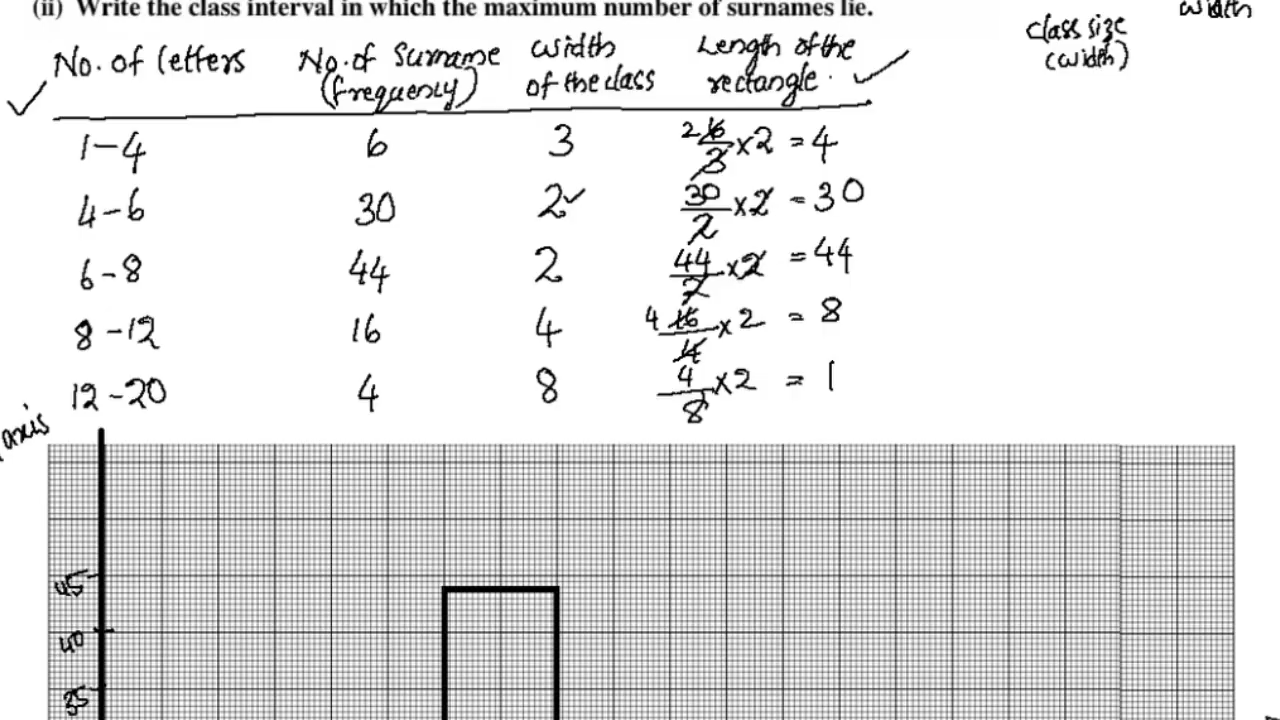 (ii) Write the class interval in which the maximum number of surnames lie.
width
class size
(width)
No. of letters No. of Surname width Length of the
(frequency) of the class rectangle.
1-4 6 3 2 6/3 x2 = 4
4-6 30 2 30/2 x2 = 30
6-8 44 2 44/2 x2 = 44
8-12 16 4 4 16/4 x2 = 8
12-20 4 8 4/8 x2 = 1
axis
45
40
35